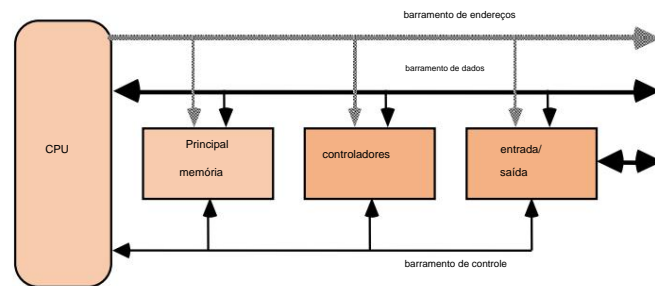 barramento de endereços
barramento de dados
CPU
Principal
memória
controladores
entrada/
saída
barramento de controle